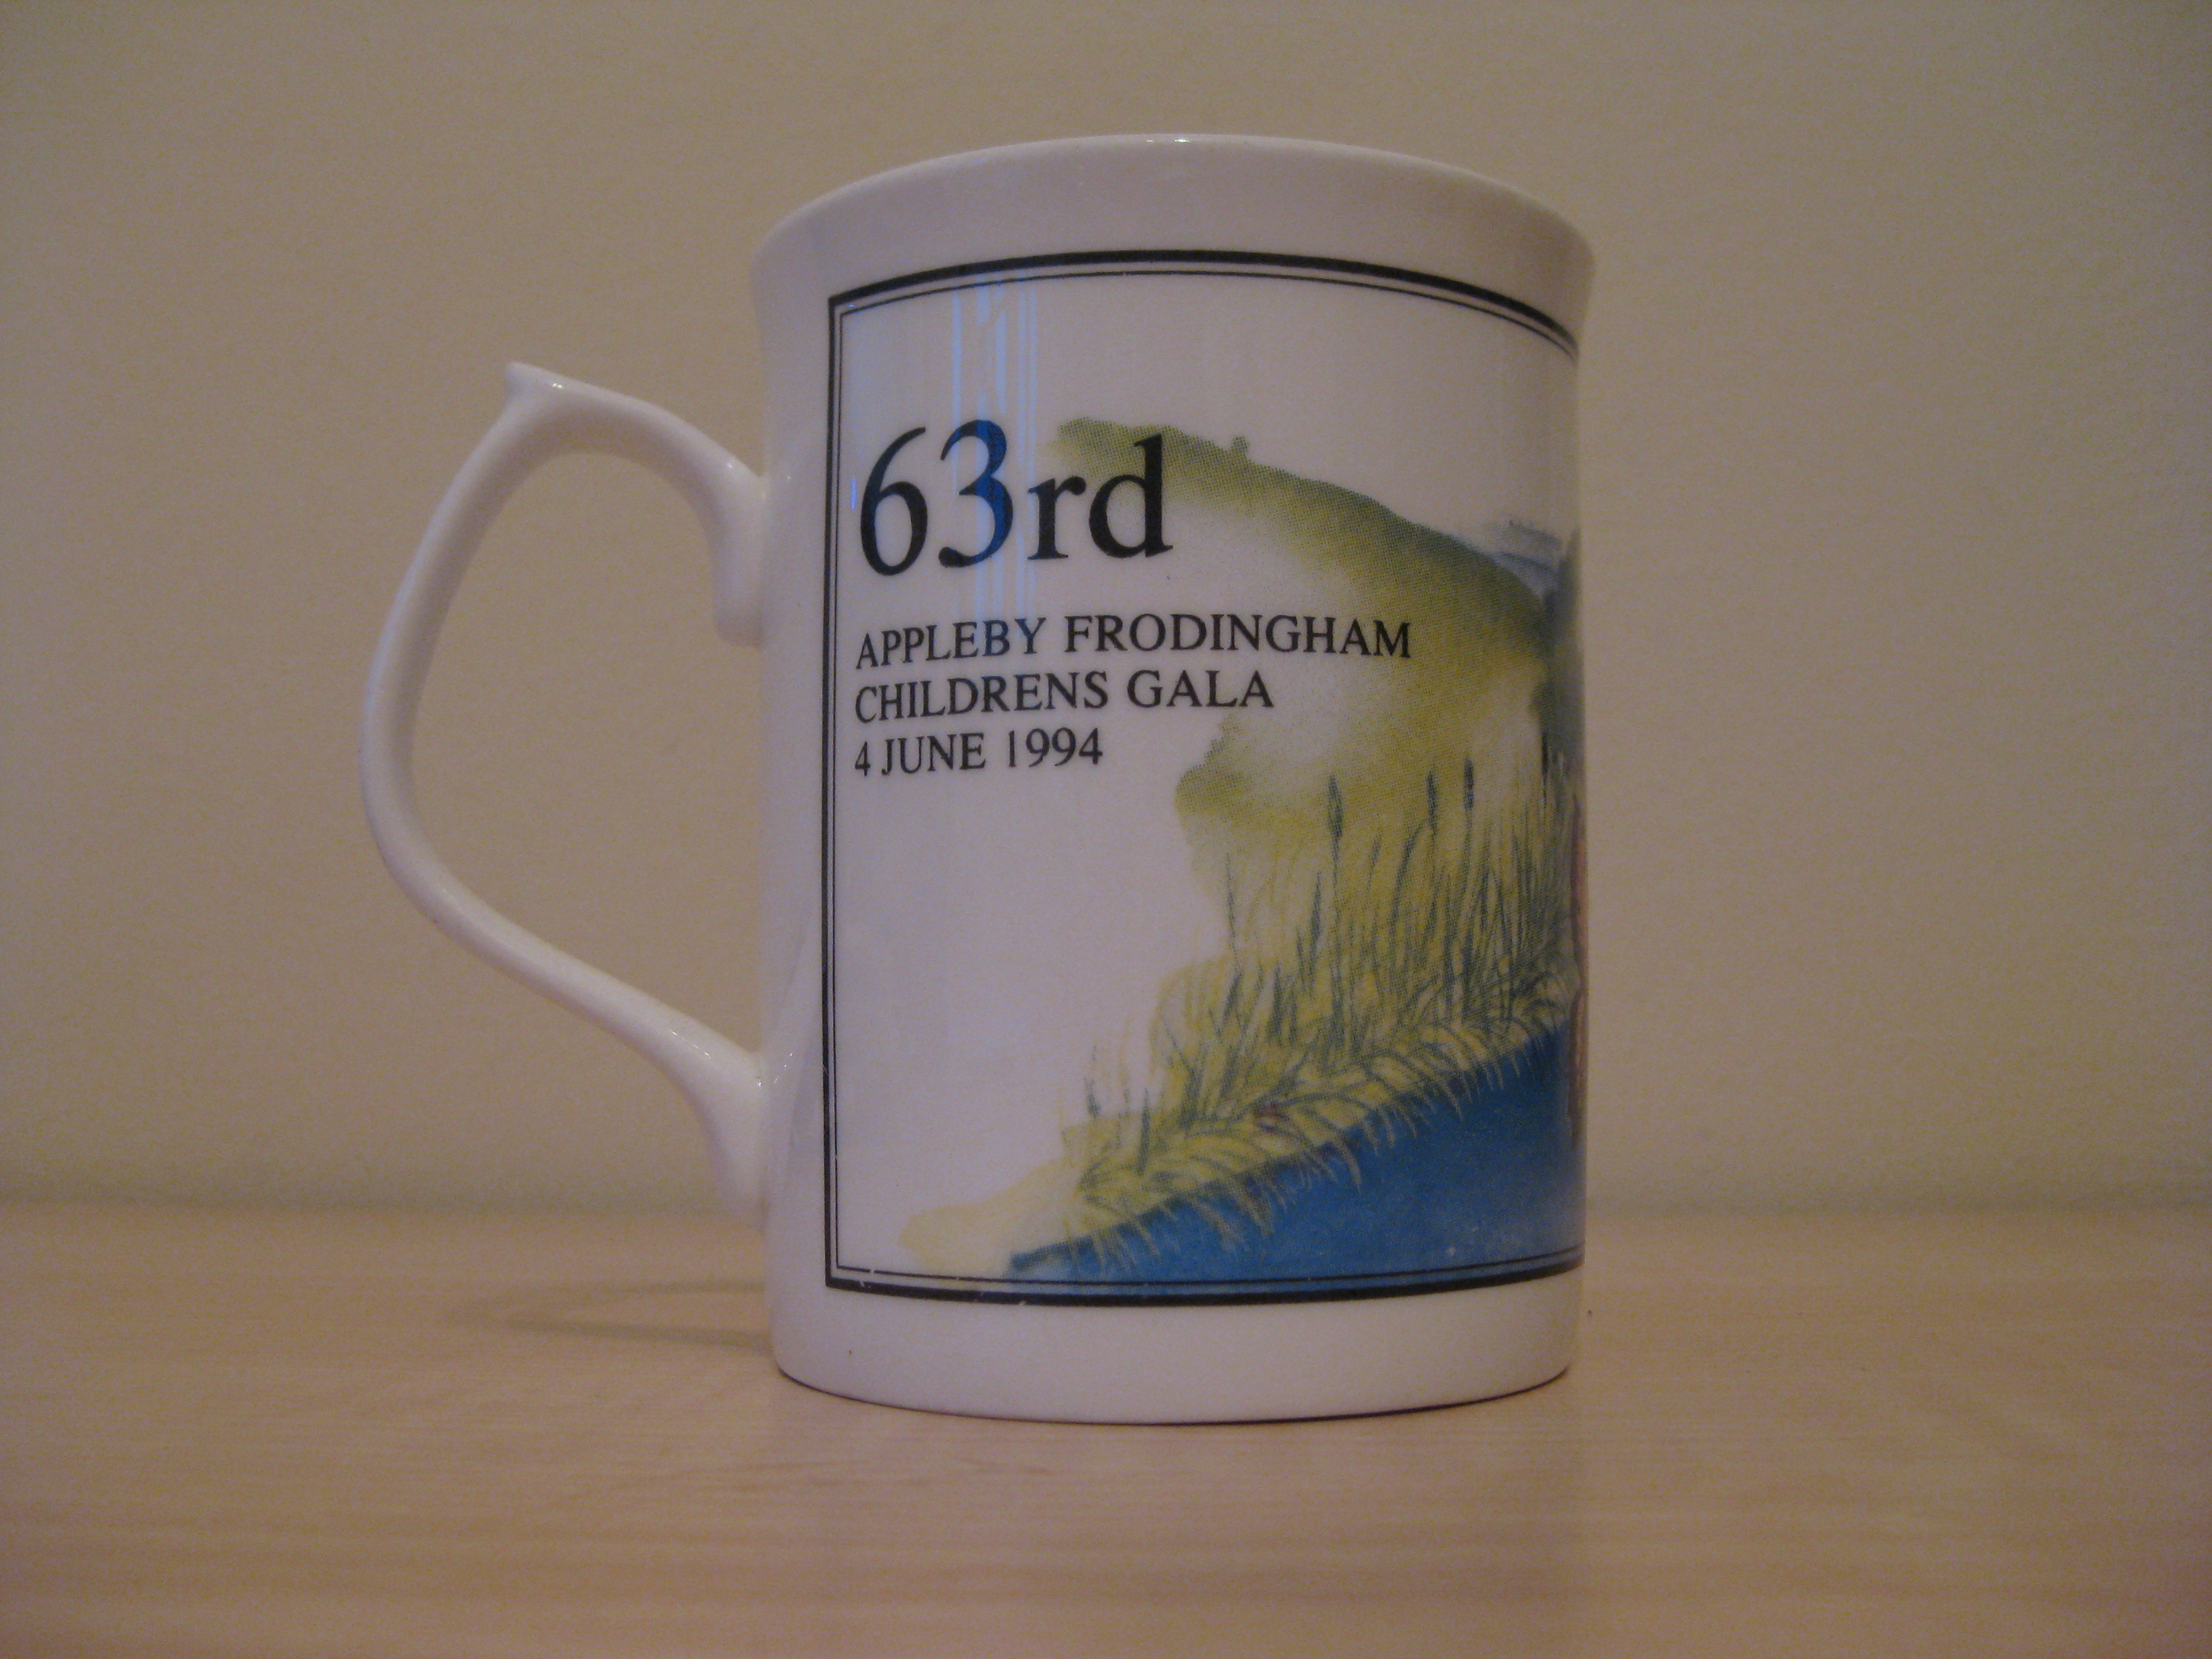 63rd
APPLEBY FRODINGHAM
CHILDRENS GALA
4 JUNE 1994